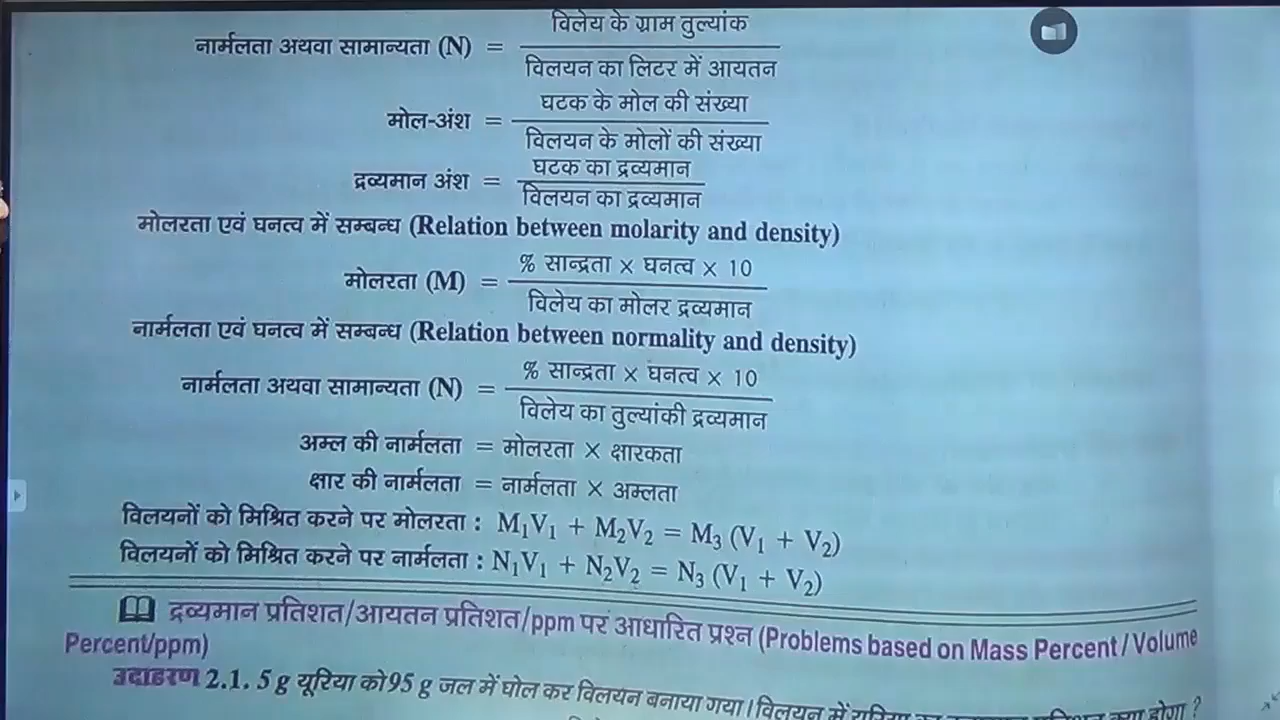 नार्मलता अथवा सामान्यता (N) = विलेय के ग्राम तुल्यांक / विलयन का लिटर में आयतन
मोल-अंश = घटक के मोल की संख्या / विलयन के मोलों की संख्या
द्रव्यमान अंश = घटक का द्रव्यमान / विलयन का द्रव्यमान
मोलरता एवं घनत्व में सम्बन्ध (Relation between molarity and density)
मोलरता (M) = % सान्द्रता × घनत्व × 10 / विलेय का मोलर द्रव्यमान
नार्मलता एवं घनत्व में सम्बन्ध (Relation between normality and density)
नार्मलता अथवा सामान्यता (N) = % सान्द्रता × घनत्व × 10 / विलेय का तुल्यांकी द्रव्यमान
अम्ल की नार्मलता = मोलरता × क्षारकता
क्षार की नार्मलता = नार्मलता × अम्लता
विलयनों को मिश्रित करने पर मोलरता : M₁V₁ + M₂V₂ = M₃ (V₁ + V₂)
विलयनों को मिश्रित करने पर नार्मलता : N₁V₁ + N₂V₂ = N₃ (V₁ + V₂)
द्रव्यमान प्रतिशत/आयतन प्रतिशत/ppm पर आधारित प्रश्न (Problems based on Mass Percent / Volume
Percent/ppm)
उदाहरण 2.1. 5 g यूरिया को 95 g जल में घोल कर विलयन बनाया गया। विलयन में क्या होगा ?